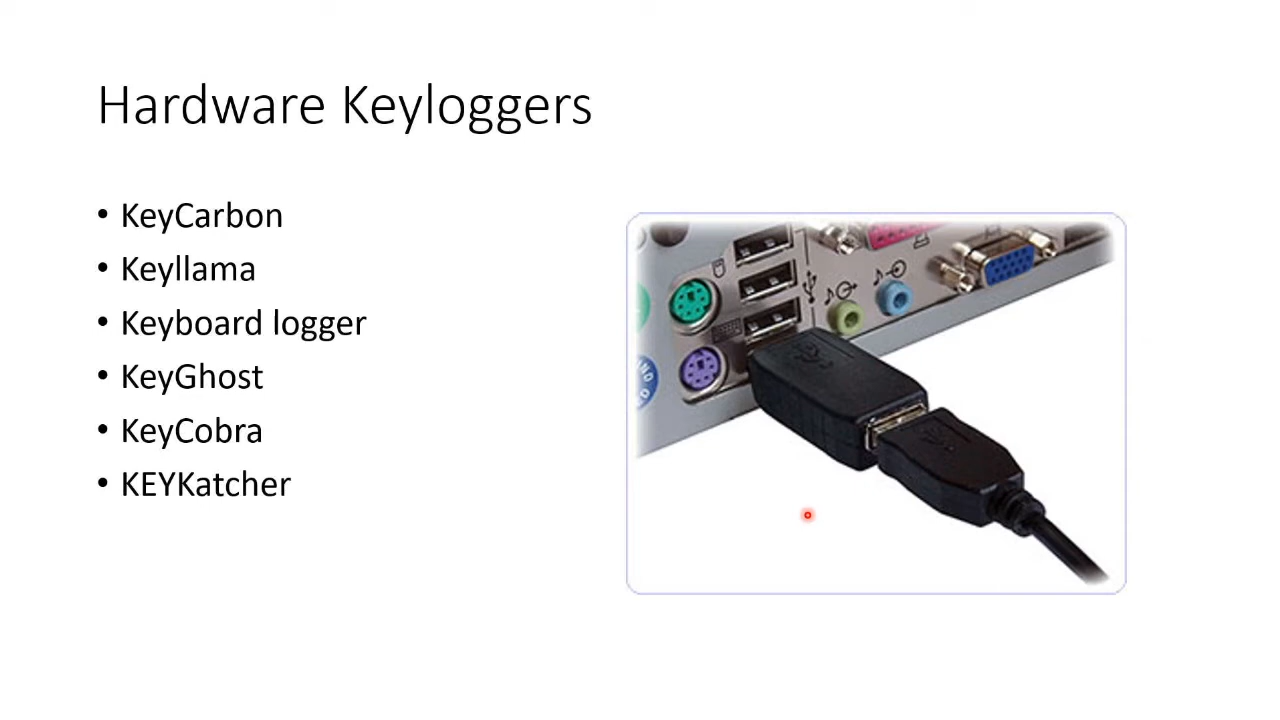 Hardware Keyloggers
• KeyCarbon
• Keyllama
• Keyboard logger
• KeyGhost
• KeyCobra
• KEYKatcher